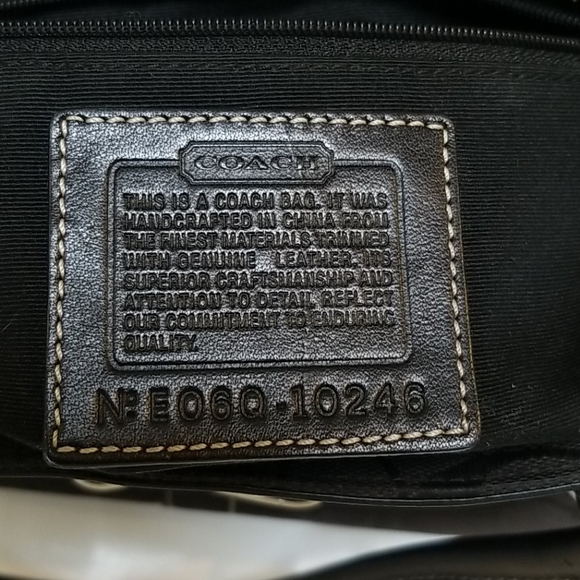 COACH
THIS IS A COACH BAG. IT WAS
HANDCRAFTED IN CHINA FROM
THE FINEST MATERIALS TRIMMED
WITH GENUINE LEATHER. ITS
SUPERIOR CRAFTSMANSHIP AND
ATTENTION TO DETAIL REFLECT
OUR COMMITMENT TO ENDURING
QUALITY.
Nº E06Q-10246